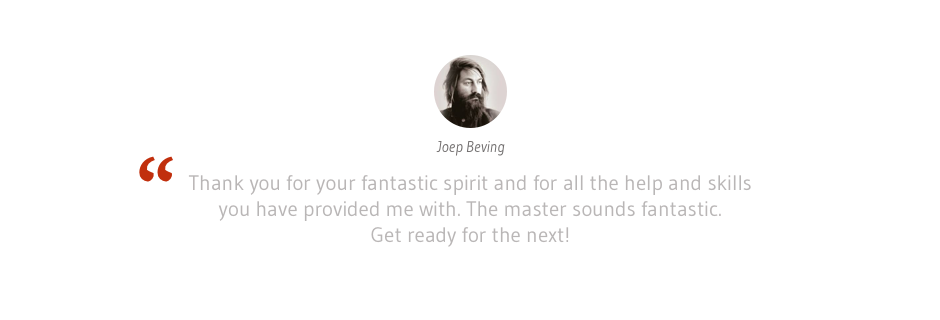 Joep Beving
“ Thank you for your fantastic spirit and for all the help and skills
you have provided me with. The master sounds fantastic.
Get ready for the next!